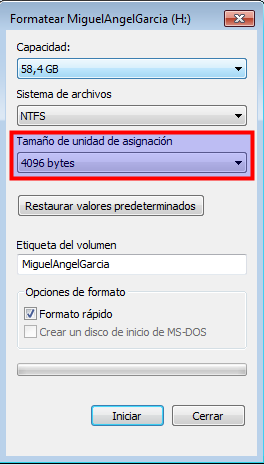 Formatear MiguelAngelGarcia (H:)
Capacidad:
58,4 GB
Sistema de archivos
NTFS
Tamaño de unidad de asignación
4096 bytes
Restaurar valores predeterminados
Etiqueta del volumen
MiguelAngelGarcia
Opciones de formato
Formato rápido
Crear un disco de inicio de MS-DOS
Iniciar
Cerrar